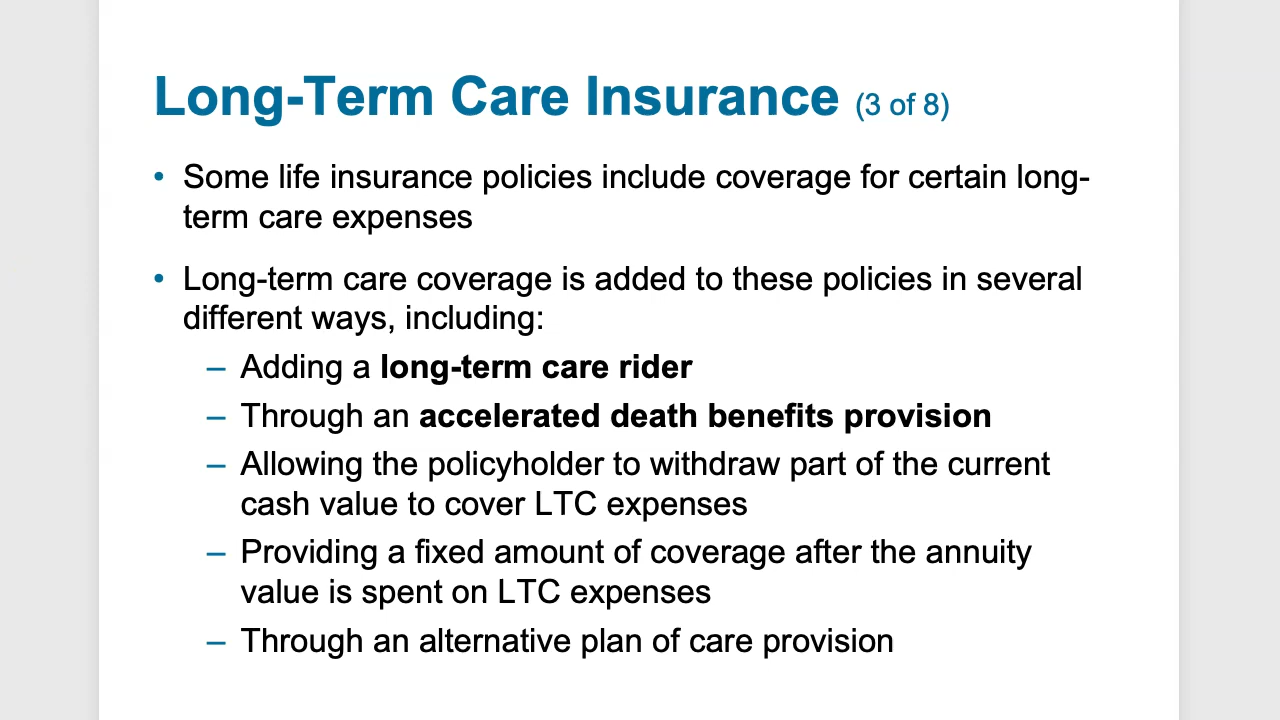 Long-Term Care Insurance (3 of 8)
• Some life insurance policies include coverage for certain long-
term care expenses
• Long-term care coverage is added to these policies in several
different ways, including:
– Adding a long-term care rider
– Through an accelerated death benefits provision
– Allowing the policyholder to withdraw part of the current
cash value to cover LTC expenses
– Providing a fixed amount of coverage after the annuity
value is spent on LTC expenses
– Through an alternative plan of care provision